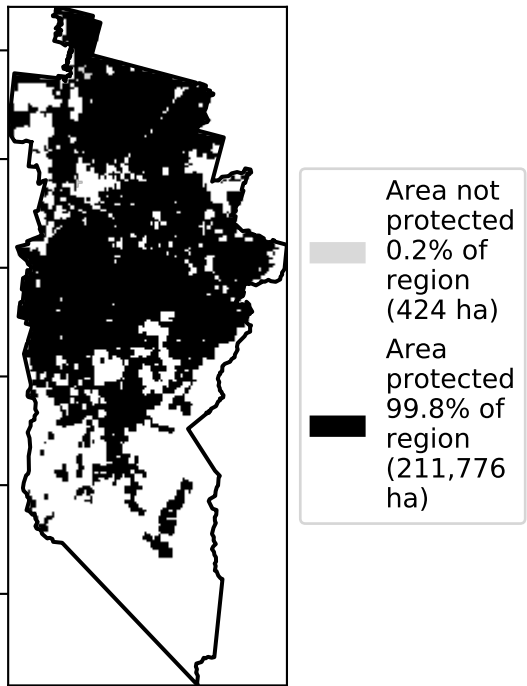 Area not
protected
0.2% of
region
(424 ha)
Area
protected
99.8% of
region
(211,776
ha)